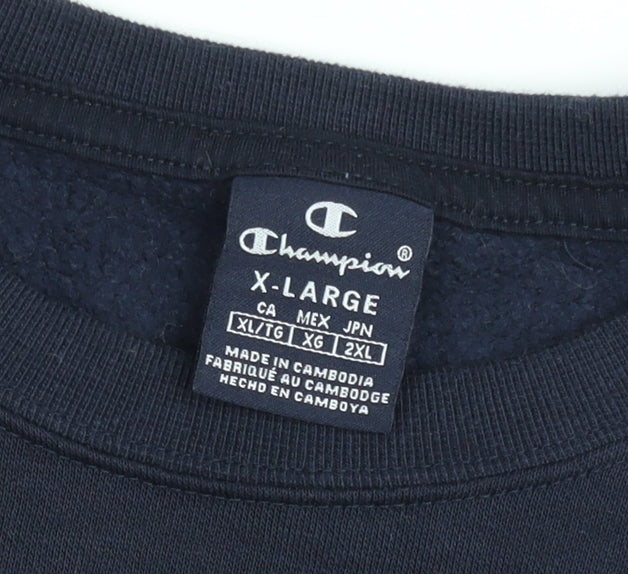 Champion®
X-LARGE
CA MEX JPN
XL/TG XG 2XL
MADE IN CAMBODIA
FABRIQUÉ AU CAMBODGE
HECHO EN CAMBOYA